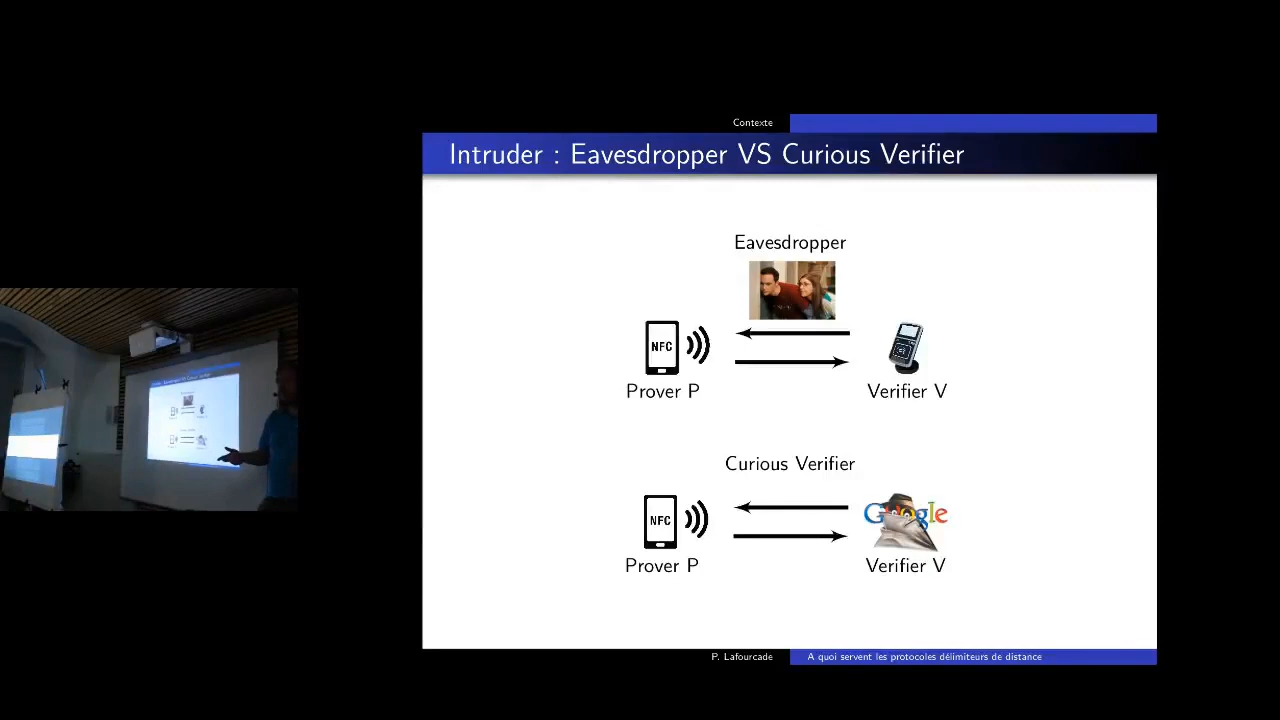 Contexte
Intruder : Eavesdropper VS Curious Verifier
Eavesdropper
NFC
Prover P
Verifier V
Curious Verifier
NFC
Google
Prover P
Verifier V
P. Lafourcade
A quoi servent les protocoles délimiteurs de distance